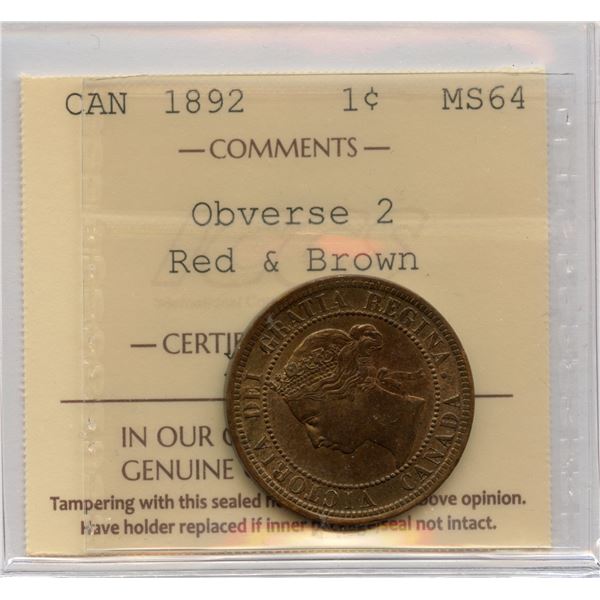 CAN 1892 1¢ MS64
— COMMENTS —
Obverse 2
Red & Brown
— CERTIF
IN OUR
GENUINE
Tampering with this sealed ove opinion.
Have holder replaced if inner seal not intact.
VICTORIA DEI GRATIA REGINA. CANADA